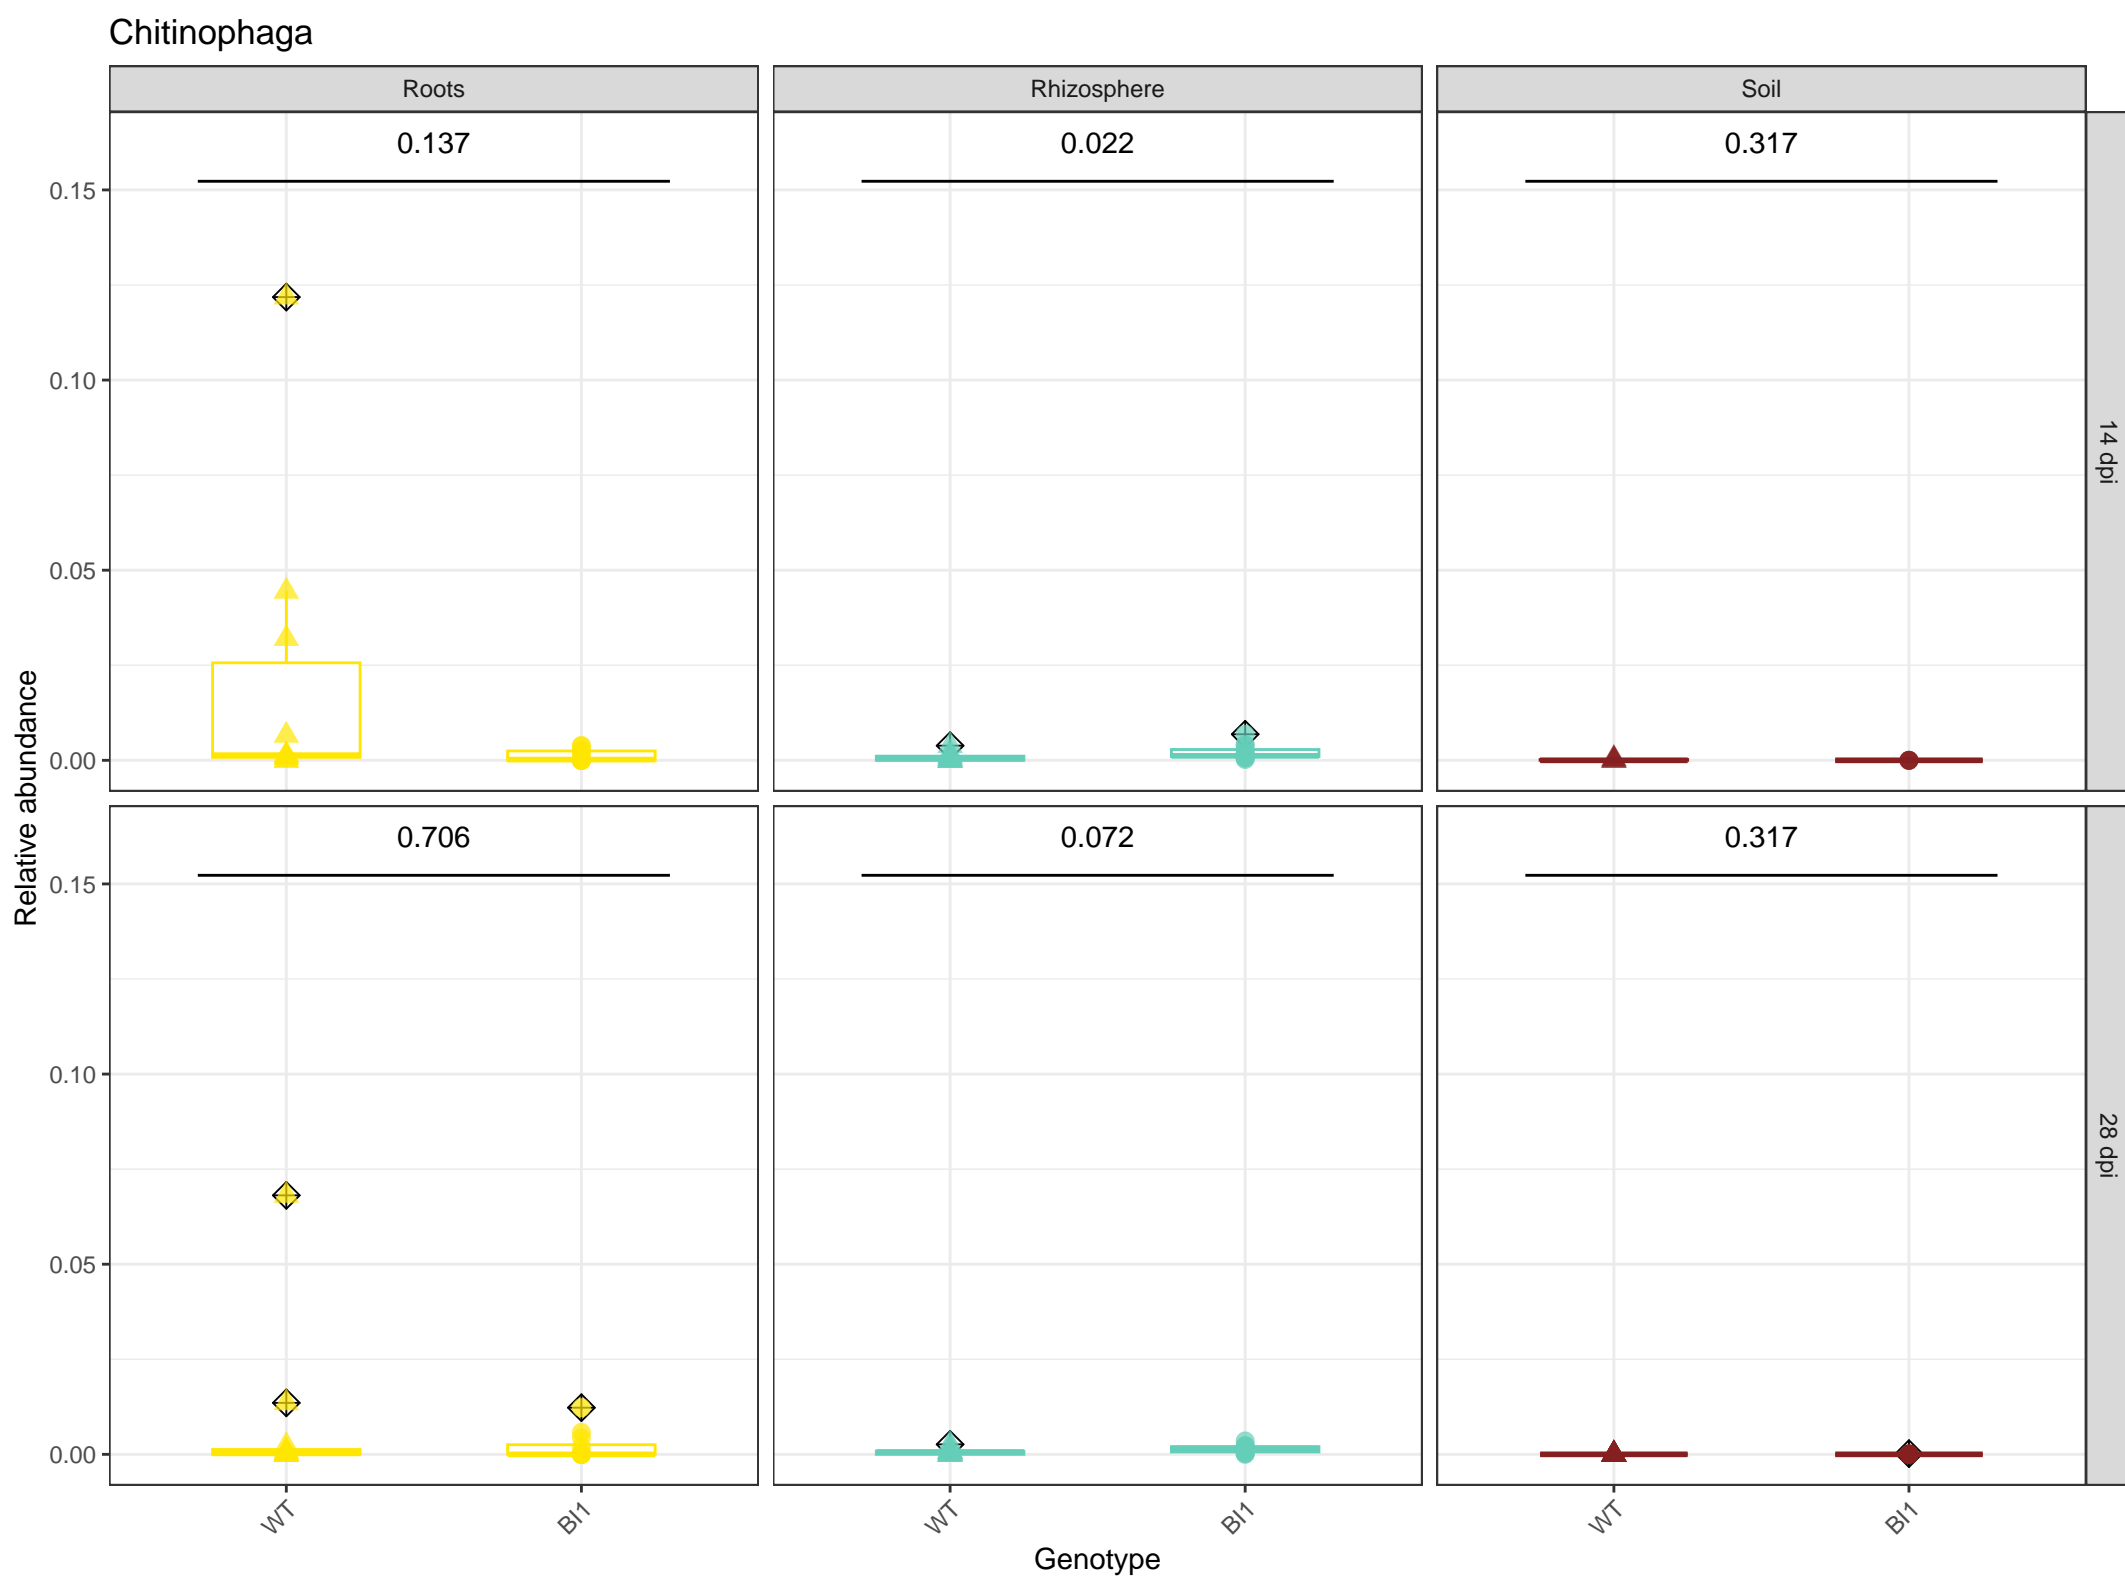 Chitinophaga
Roots
Rhizosphere
Soil
0.137
0.022
0.317
0.15
0.10
0.05
0.00
14 dpi
0.706
0.072
0.317
0.15
0.10
0.05
0.00
28 dpi
Relative abundance
WT
BI1
WT
BI1
WT
BI1
Genotype